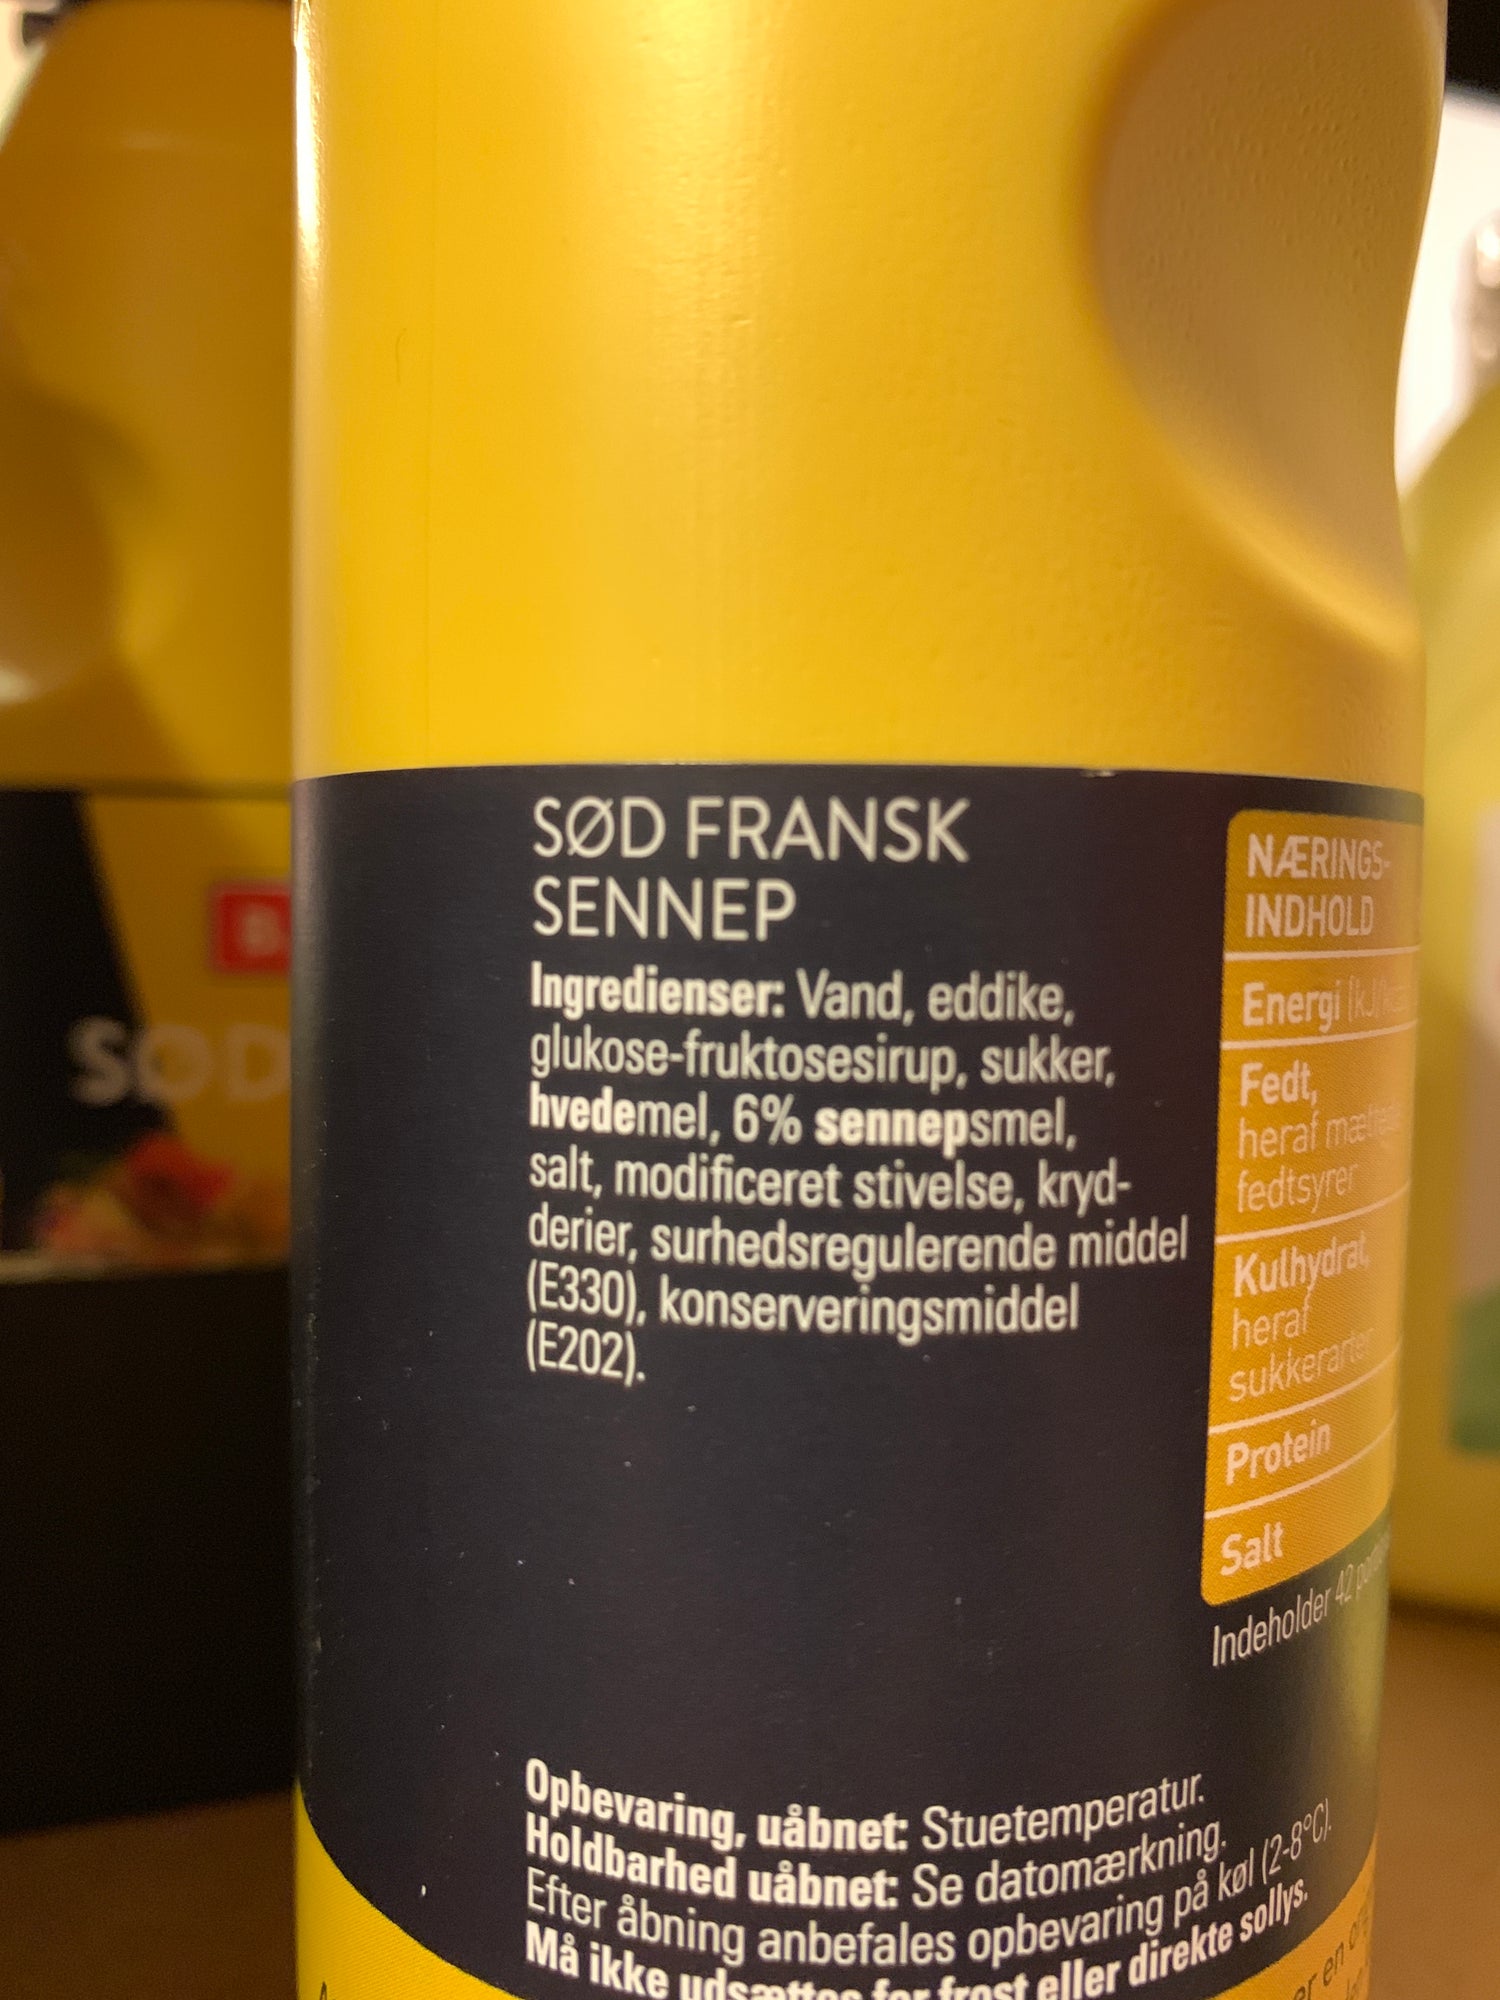 SØD
SØD FRANSK
SENNEP
Ingredienser: Vand, eddike,
glukose-fruktosesirup, sukker,
hvedemel, 6% sennepsmel,
salt, modificeret stivelse, kryd-
derier, surhedsregulerende middel
(E330), konserveringsmiddel
(E202).
NÆRINGS-
INDHOLD
Energi
Fedt,
heraf
fedtsyrer
Kulhydrat,
heraf
sukkerarter
Protein
Salt
Indeholder 42
Opbevaring, uåbnet: Stuetemperatur.
Holdbarhed uåbnet: Se datomærkning.
Efter åbning anbefales opbevaring på køl (2-8°C).
Må ikke udsættes for frost eller direkte sollys.
en